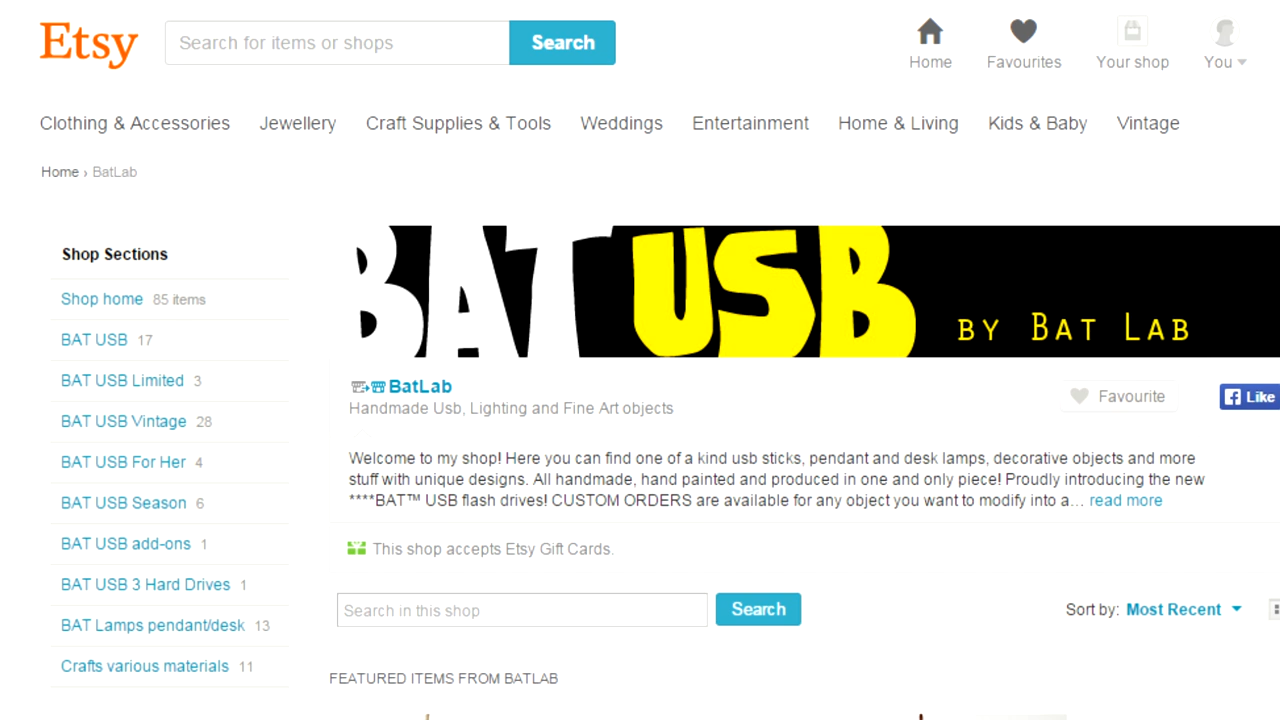 Etsy
Search for items or shops
Search
Home
Favourites
Your shop
You
Clothing & Accessories
Jewellery
Craft Supplies & Tools
Weddings
Entertainment
Home & Living
Kids & Baby
Vintage
Home › BatLab
Shop Sections
Shop home 85 items
BAT USB 17
BAT USB Limited 3
BAT USB Vintage 28
BAT USB For Her 4
BAT USB Season 6
BAT USB add-ons 1
BAT USB 3 Hard Drives 1
BAT Lamps pendant/desk 13
Crafts various materials 11
BAT USB BY BAT LAB
BatLab
Handmade Usb, Lighting and Fine Art objects
Favourite
Like
Welcome to my shop! Here you can find one of a kind usb sticks, pendant and desk lamps, decorative objects and more
stuff with unique designs. All handmade, hand painted and produced in one and only piece! Proudly introducing the new
****BAT™ USB flash drives! CUSTOM ORDERS are available for any object you want to modify into a... read more
This shop accepts Etsy Gift Cards.
Search in this shop
Search
Sort by: Most Recent
FEATURED ITEMS FROM BATLAB